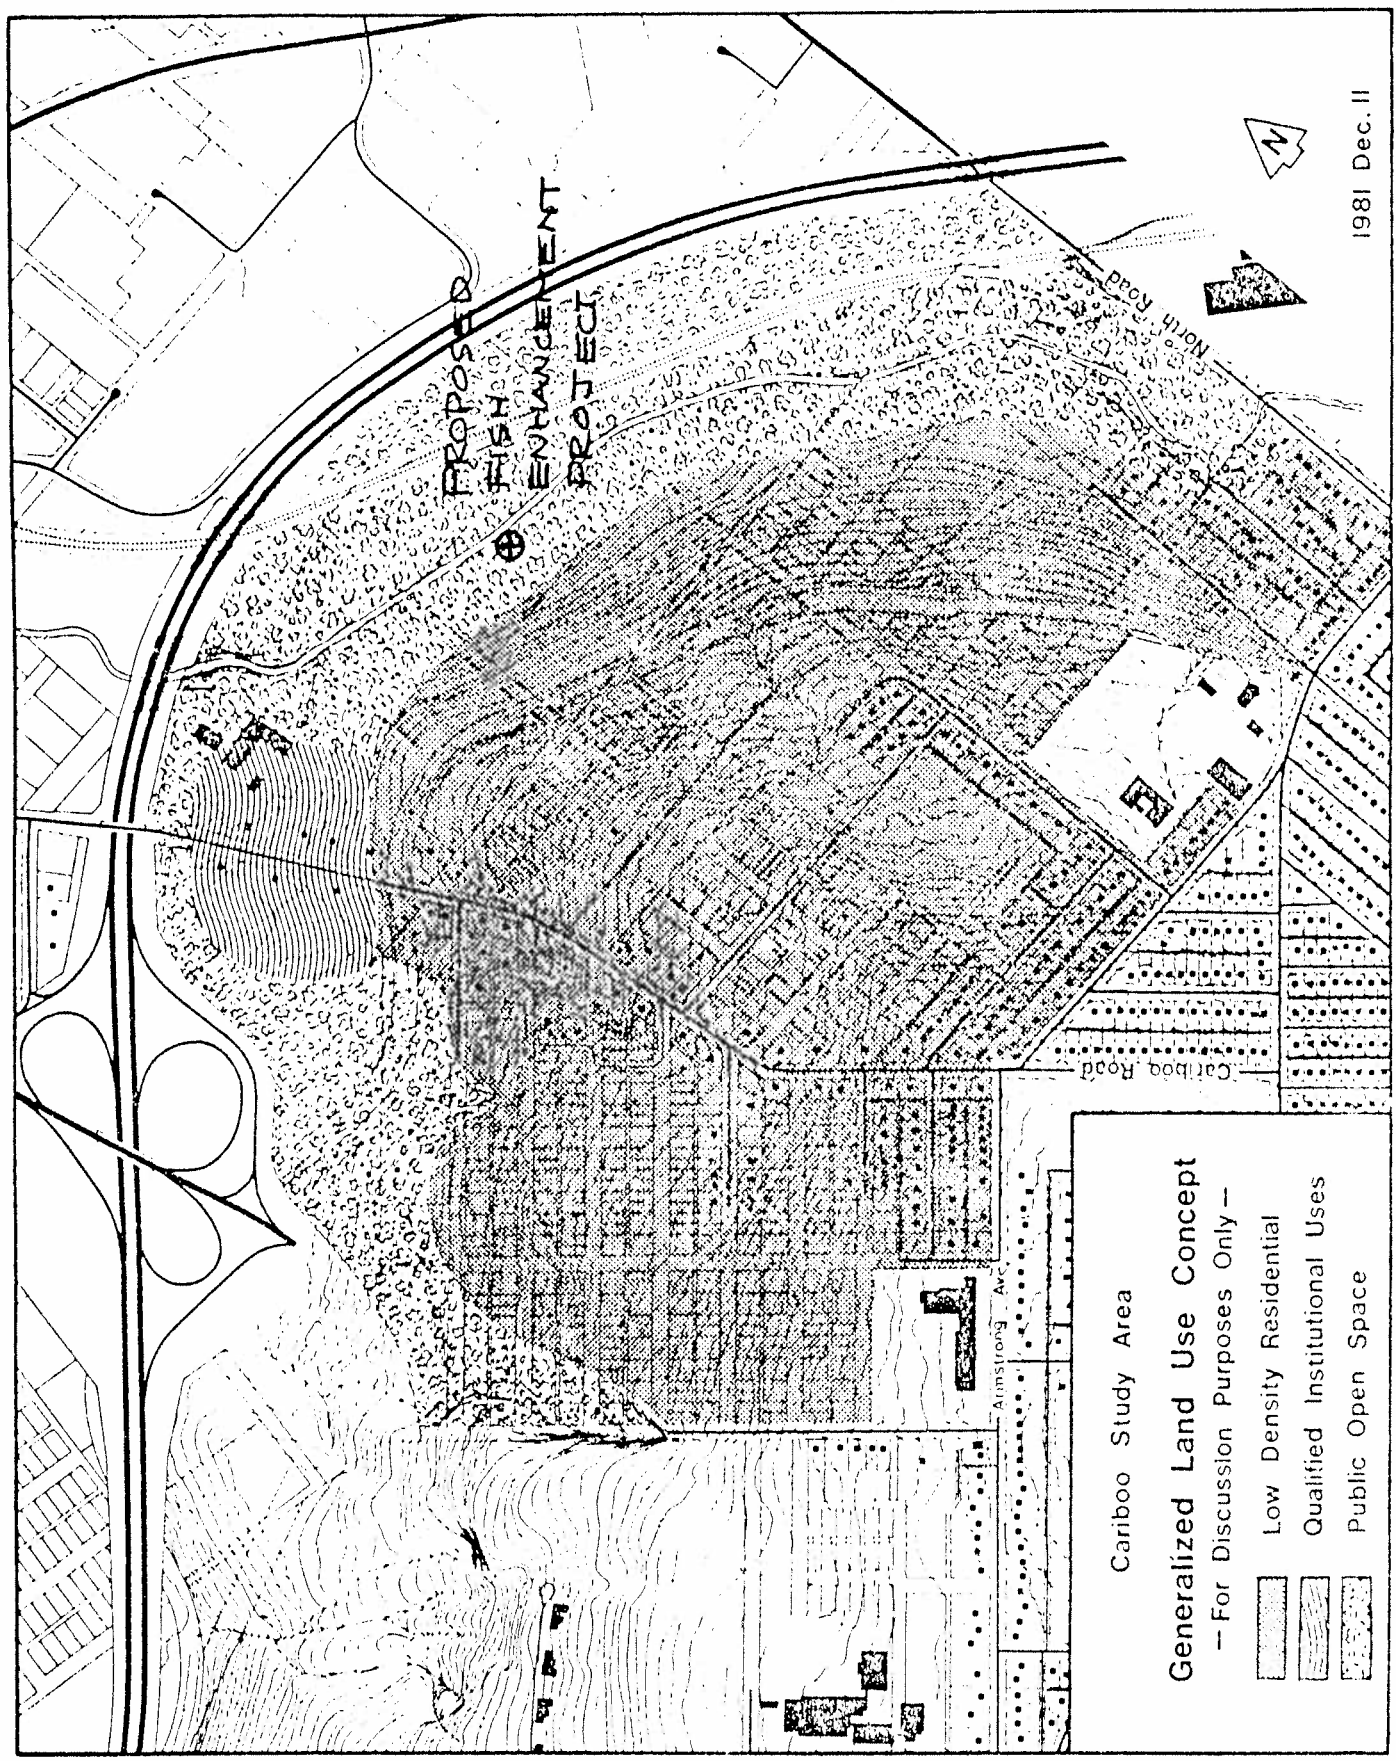 PROPOSED
FISH
ENHANCEMENT
PROJECT
North Road
1981 Dec. 11
N
Cariboo Road
Armstrong Ave
Cariboo Study Area
Generalized Land Use Concept
— For Discussion Purposes Only —
Low Density Residential
Qualified Institutional Uses
Public Open Space